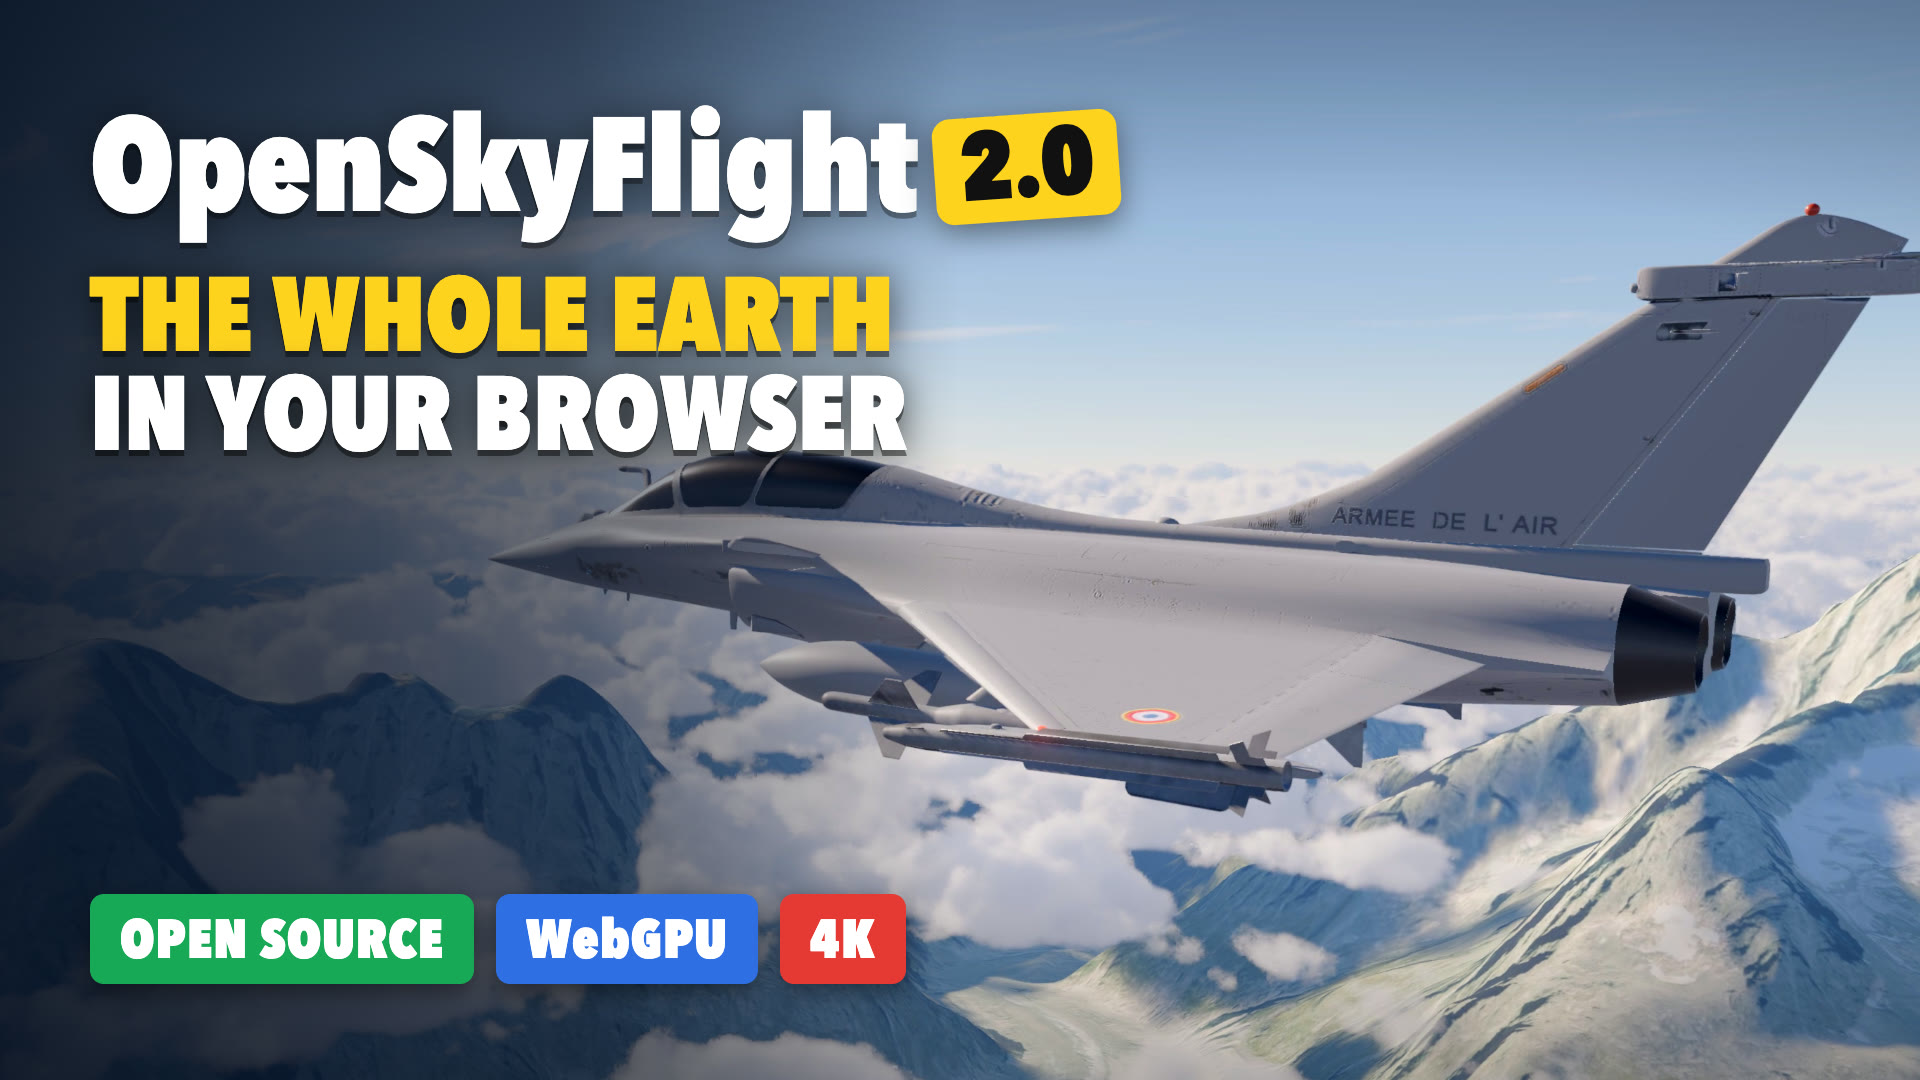 OpenSkyFlight 2.0
THE WHOLE EARTH
IN YOUR BROWSER
ARMEE DE L' AIR
OPEN SOURCE
WebGPU
4K